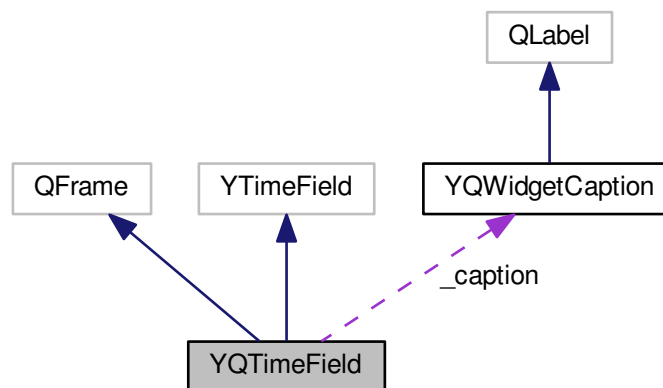 QLabel
QFrame
YTimeField
YQWidgetCaption
_caption
YQTimeField